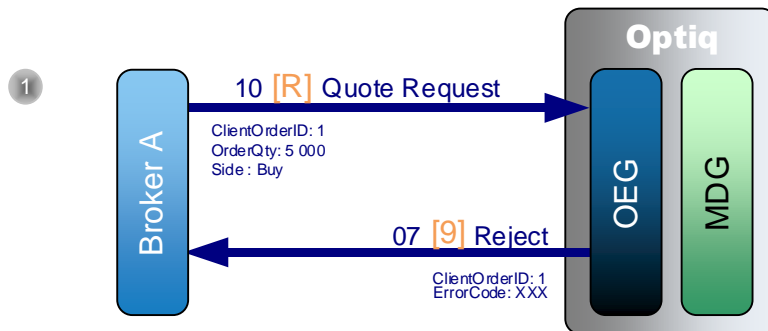 1
Optiq
10 [R] Quote Request
ClientOrderID: 1
OrderQty: 5 000
Side : Buy
Broker A
OEG
MDG
07 [9] Reject
ClientOrderID: 1
ErrorCode: XXX